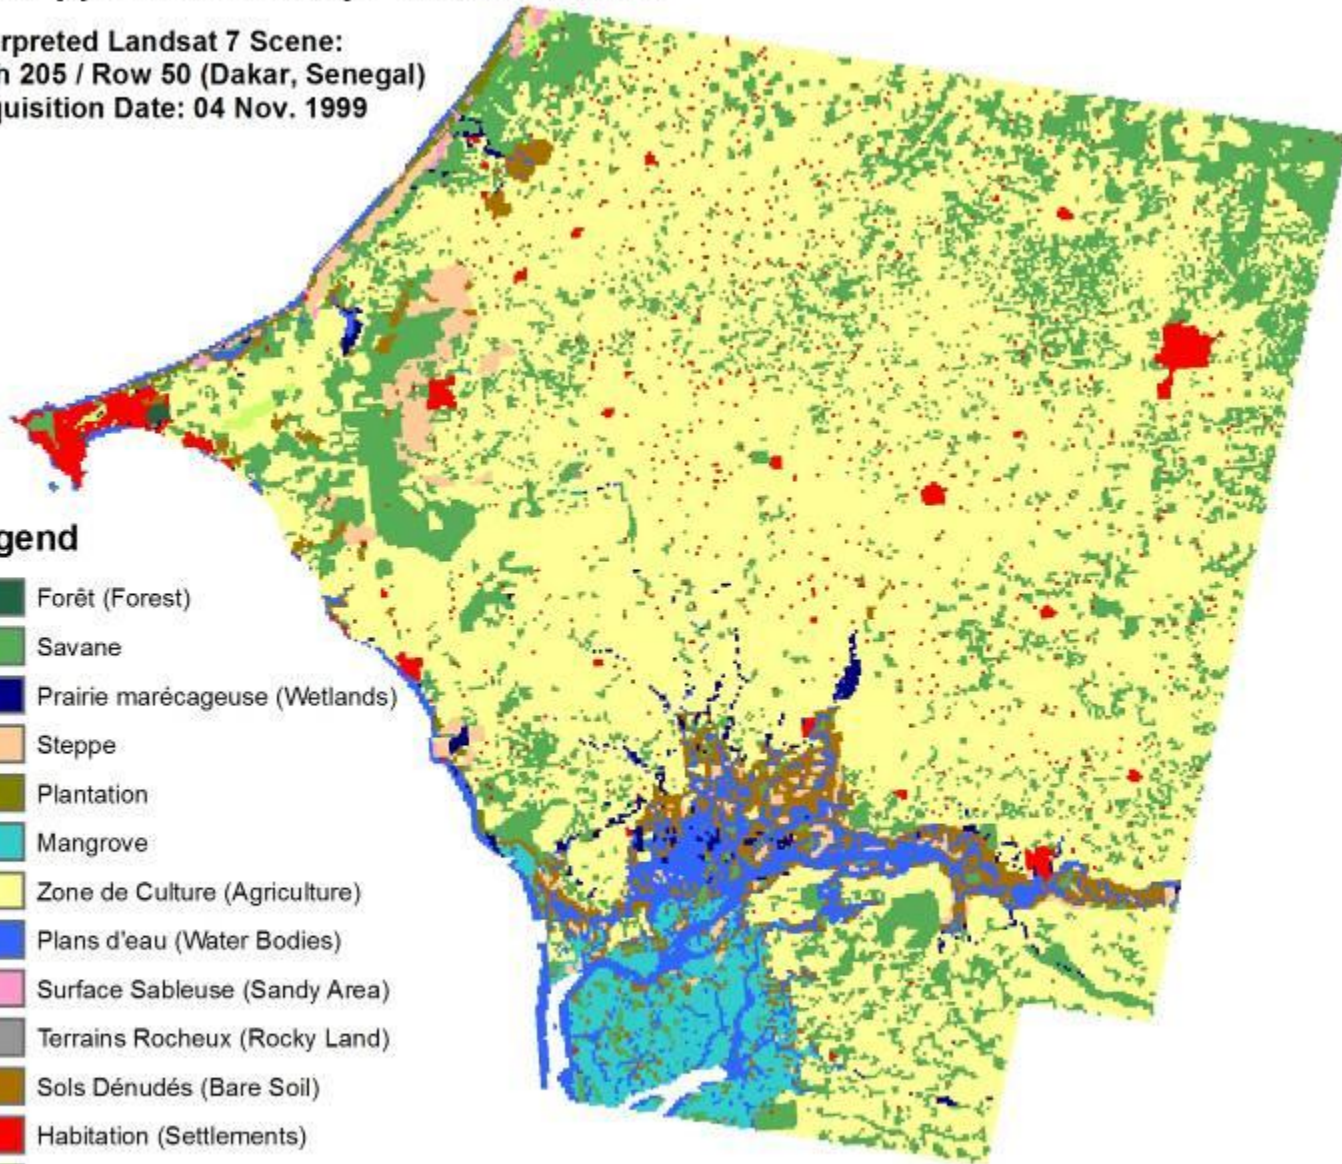 rpreted Landsat 7 Scene:
h 205 / Row 50 (Dakar, Senegal)
quisition Date: 04 Nov. 1999
gend
Forêt (Forest)
Savane
Prairie marécageuse (Wetlands)
Steppe
Plantation
Mangrove
Zone de Culture (Agriculture)
Plans d'eau (Water Bodies)
Surface Sableuse (Sandy Area)
Terrains Rocheux (Rocky Land)
Sols Dénudés (Bare Soil)
Habitation (Settlements)